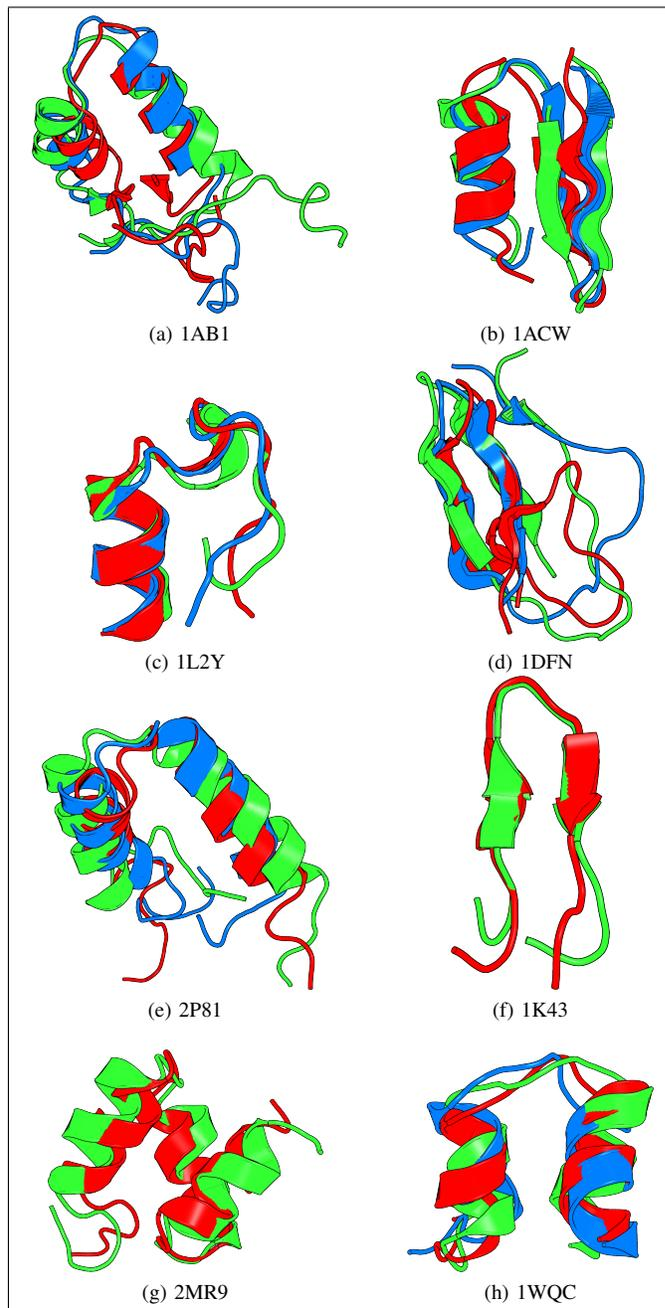 (a) 1AB1
(b) 1ACW
(c) 1L2Y
(d) 1DFN
(e) 2P81
(f) 1K43
(g) 2MR9
(h) 1WQC